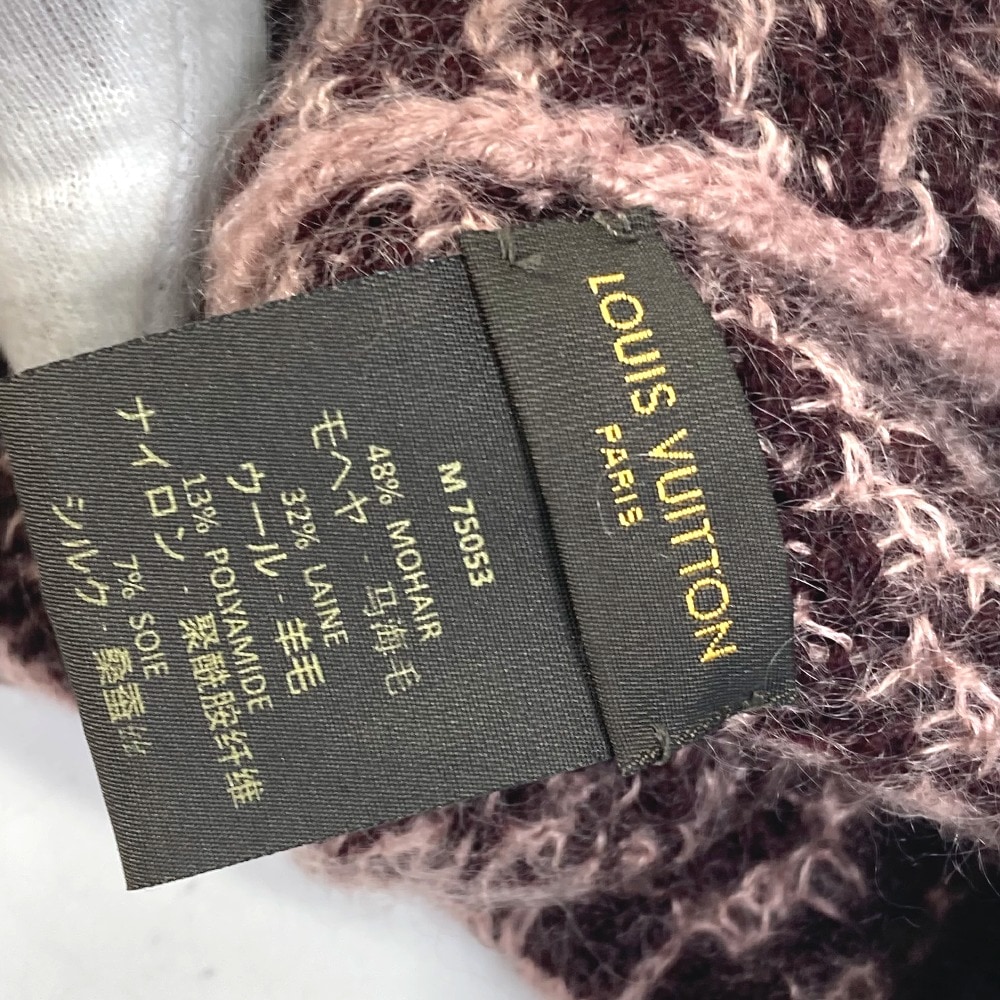 LOUIS VUITTON
PARIS
M 75053
48% MOHAIR
モヘヤ · 马海毛
32% LAINE
ウール · 羊毛
13% POLYAMIDE
ナイロン · 聚酰胺纤维
7% SOIE
シルク · 桑蚕丝